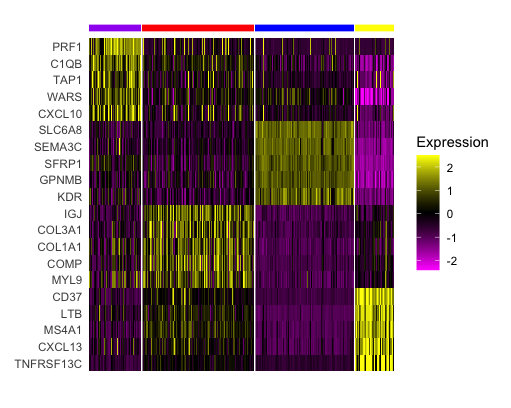 PRF1
C1QB
TAP1
WARS
CXCL10
SLC6A8
SEMA3C
SFRP1
GPNMB
KDR
IGJ
COL3A1
COL1A1
COMP
MYL9
CD37
LTB
MS4A1
CXCL13
TNFRSF13C
Expression
2
1
0
-1
-2